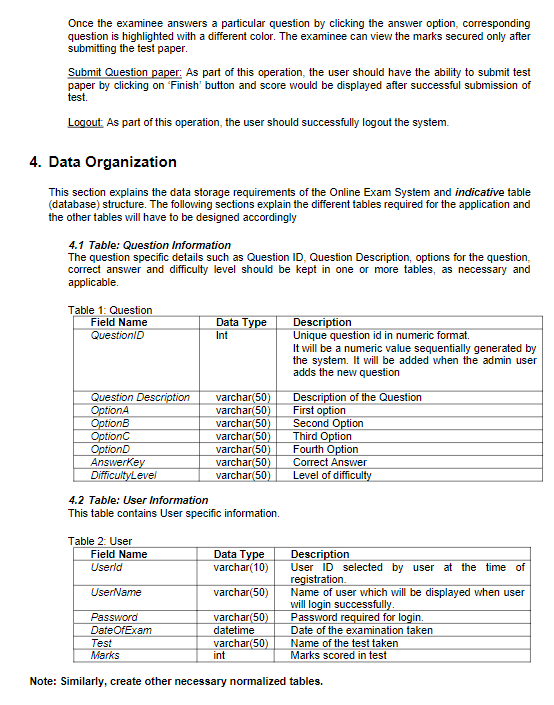 Once the examinee answers a particular question by clicking the answer option, corresponding
question is highlighted with a different color. The examinee can view the marks secured only after
submitting the test paper.
Submit Question paper: As part of this operation, the user should have the ability to submit test
paper by clicking on 'Finish' button and score would be displayed after successful submission of
test.
Logout: As part of this operation, the user should successfully logout the system.
4. Data Organization
This section explains the data storage requirements of the Online Exam System and indicative table
(database) structure. The following sections explain the different tables required for the application and
the other tables will have to be designed accordingly
4.1 Table: Question Information
The question specific details such as Question ID, Question Description, options for the question,
correct answer and difficulty level should be kept in one or more tables, as necessary and
applicable.
Table 1: Question
Field Name Data Type Description
QuestionID Int Unique question id in numeric format.
It will be a numeric value sequentially generated by
the system. It will be added when the admin user
adds the new question
Question Description varchar(50) Description of the Question
OptionA varchar(50) First option
OptionB varchar(50) Second Option
OptionC varchar(50) Third Option
OptionD varchar(50) Fourth Option
AnswerKey varchar(50) Correct Answer
DifficultyLevel varchar(50) Level of difficulty
4.2 Table: User Information
This table contains User specific information.
Table 2: User
Field Name Data Type Description
UserId varchar(10) User ID selected by user at the time of
registration.
UserName varchar(50) Name of user which will be displayed when user
will login successfully.
Password varchar(50) Password required for login.
DateOfExam datetime Date of the examination taken
Test varchar(50) Name of the test taken
Marks int Marks scored in test
Note: Similarly, create other necessary normalized tables.